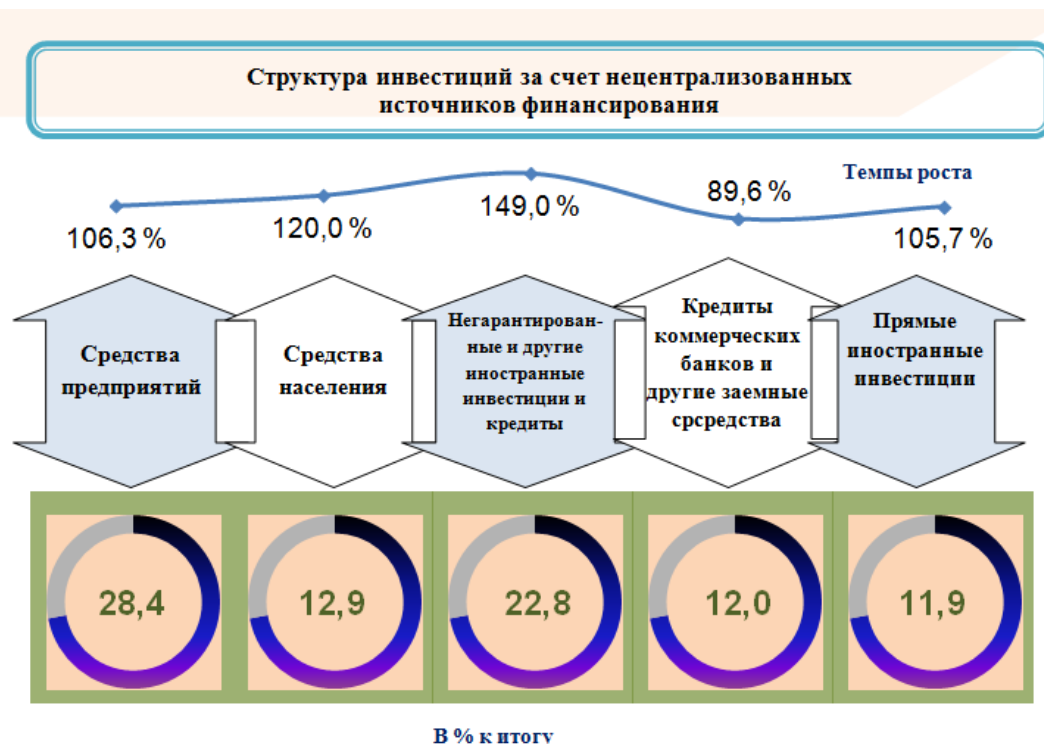 Структура инвестиций за счет нецентрализованных
источников финансирования
Темпы роста
106,3 %
120,0 %
149,0 %
89,6 %
105,7 %
Средства
предприятий
Средства
населения
Негарантирован-
ные и другие
иностранные
инвестиции и
кредиты
Кредиты
коммерческих
банков и
другие заемные
срсредства
Прямые
иностранные
инвестиции
28,4
12,9
22,8
12,0
11,9
В % к итогу